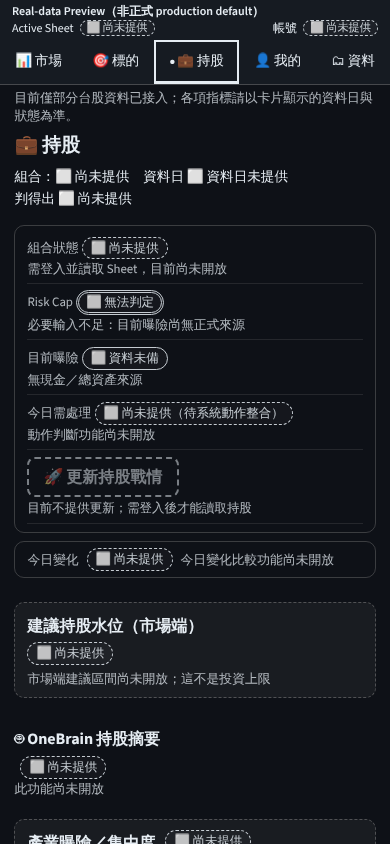 Real-data Preview（非正式 production default）
Active Sheet ⬜ 尚未提供 帳號 ⬜ 尚未提供
📊 市場 🎯 標的 ●💼 持股 👤 我的 🗂 資料
目前僅部分台股資料已接入；各項指標請以卡片顯示的資料日與
狀態為準。
💼 持股
組合：⬜ 尚未提供 資料日 ⬜ 資料日未提供
判得出 ⬜ 尚未提供
組合狀態 ⬜ 尚未提供
需登入並讀取 Sheet，目前尚未開放
Risk Cap ⬜ 無法判定
必要輸入不足：目前曝險尚無正式來源
目前曝險 ⬜ 資料未備
無現金／總資產來源
今日需處理 ⬜ 尚未提供（待系統動作整合）
動作判斷功能尚未開放
🚀 更新持股戰情
目前不提供更新；需登入後才能讀取持股
今日變化 ⬜ 尚未提供 今日變化比較功能尚未開放
建議持股水位（市場端）
⬜ 尚未提供
市場端建議區間尚未開放；這不是投資上限
OneBrain 持股摘要
⬜ 尚未提供
此功能尚未開放
產業曝險／集中度 ⬜ 尚未提供